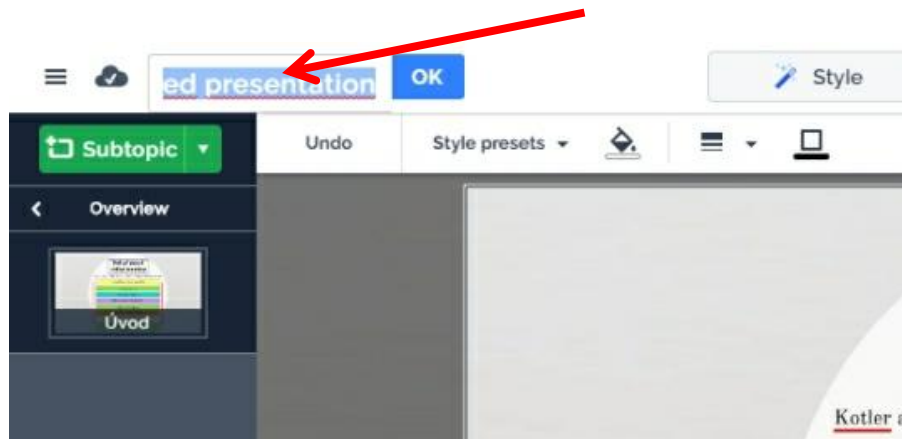 ed presentation OK Style
Subtopic Undo Style presets
Overview
Úvod
Kotler a